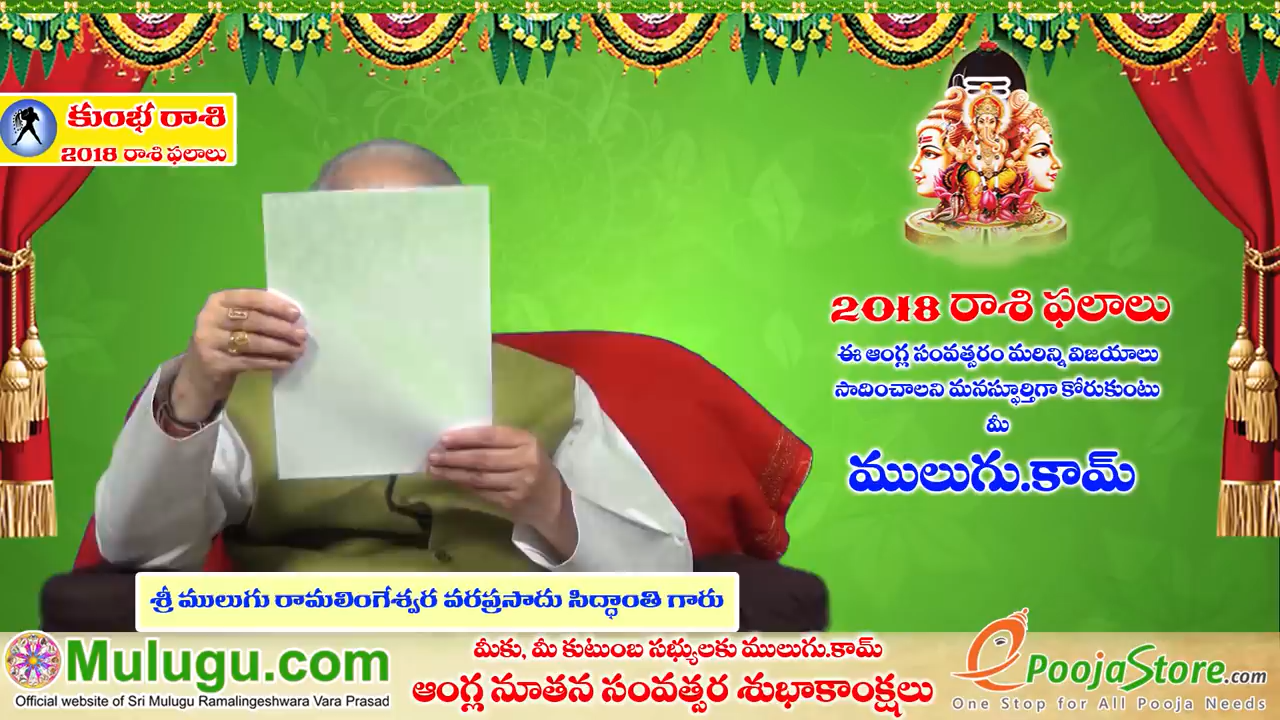 కుంభ రాశి
2018 రాశి ఫలాలు
2018 రాశి ఫలాలు
ఈ ఆంగ్ల సంవత్సరం మరిన్ని విజయాలు
సాదించాలని మనస్ఫూర్తిగా కోరుకుంటు
మీ
ములుగు.కామ్
శ్రీ ములుగు రామలింగేశ్వర వరప్రసాదు సిద్ధాంతి గారు
Mulugu.com
Official website of Sri Mulugu Ramalingeshwara Vara Prasad
మీకు, మీ కుటుంబ సభ్యులకు ములుగు.కామ్
ఆంగ్ల నూతన సంవత్సర శుభాకాంక్షలు
ePoojaStore.com
One Stop for All Pooja Needs